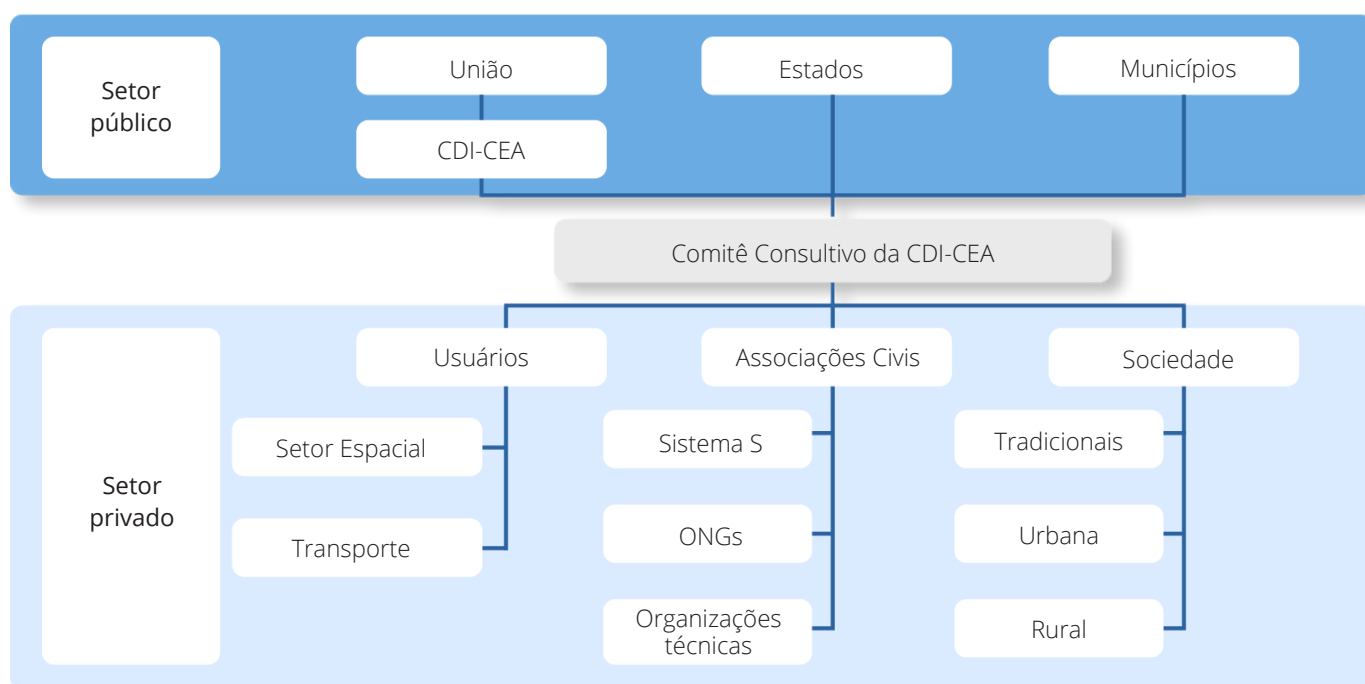 Setor
público
União
Estados
Municípios
CDI-CEA
Comitê Consultivo da CDI-CEA
Setor
privado
Usuários
Associações Civis
Sociedade
Setor Espacial
Sistema S
Tradicionais
Transporte
ONGs
Urbana
Organizações
técnicas
Rural